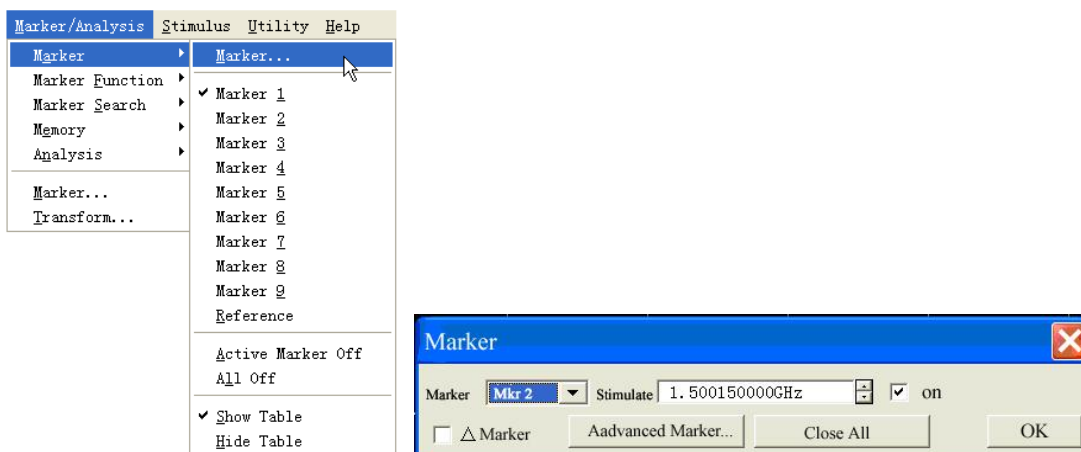 Marker/Analysis Stimulus Utility Help
Marker
Marker Function
Marker Search
Memory
Analysis
Marker...
Transform...
Marker...
Marker 1
Marker 2
Marker 3
Marker 4
Marker 5
Marker 6
Marker 7
Marker 8
Marker 9
Reference
Active Marker Off
All Off
Show Table
Hide Table
Marker
Marker Mkr 2 Stimulate 1.500150000GHz on
△ Marker Aadvanced Marker... Close All OK